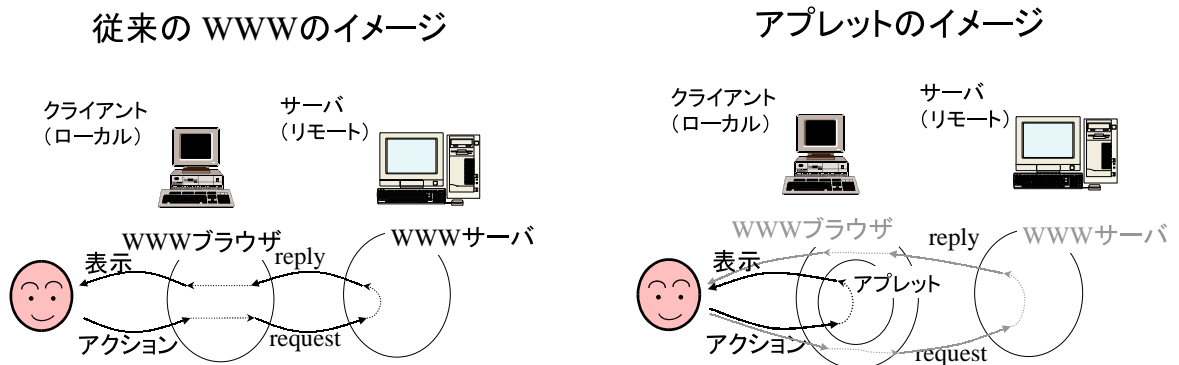 従来の WWWのイメージ
クライアント
（ローカル）
サーバ
（リモート）
WWWブラウザ
WWWサーバ
表示
reply
アクション
request
アプレットのイメージ
クライアント
（ローカル）
サーバ
（リモート）
WWWブラウザ
reply
WWWサーバ
表示
アプレット
アクション
request